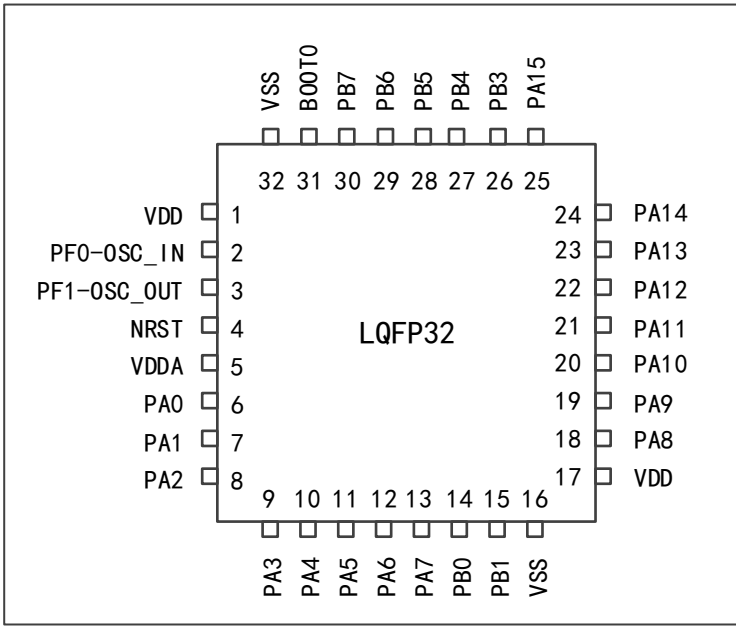 VSS
BOOT0
PB7
PB6
PB5
PB4
PB3
PA15
32 31 30 29 28 27 26 25
VDD 1 24 PA14
PF0-OSC_IN 2 23 PA13
PF1-OSC_OUT 3 22 PA12
NRST 4 21 PA11
LQFP32
VDDA 5 20 PA10
PA0 6 19 PA9
PA1 7 18 PA8
PA2 8 17 VDD
9 10 11 12 13 14 15 16
PA3
PA4
PA5
PA6
PA7
PB0
PB1
VSS